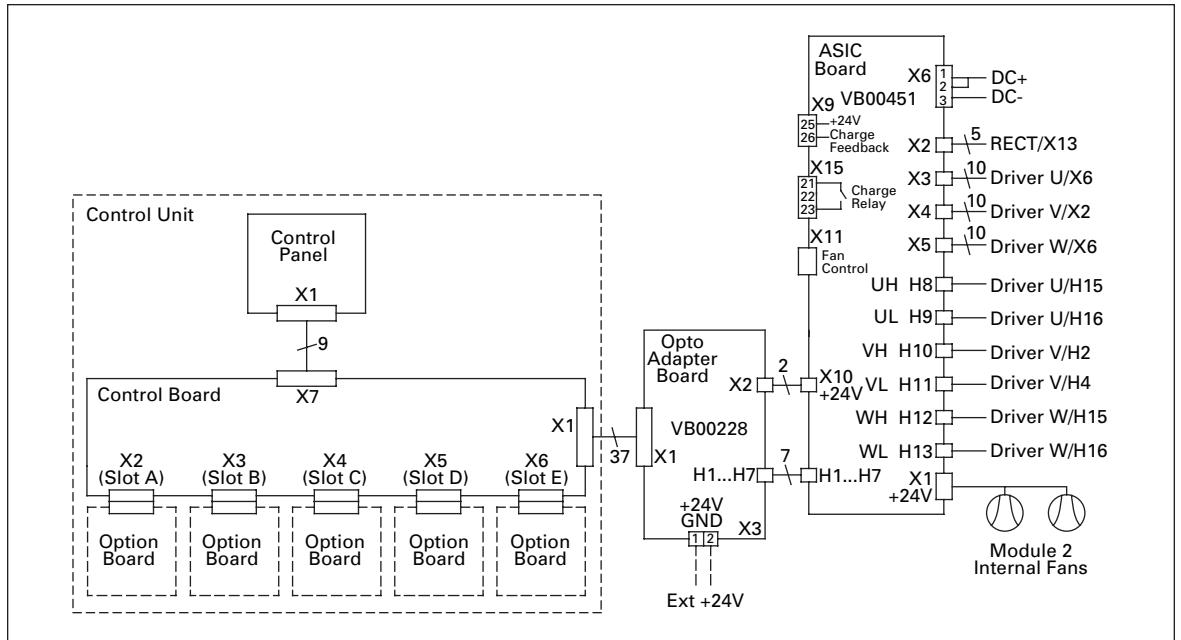 ASIC
Board
X6
1
2
3
DC+
DC-
VB00451
X9
25
26
+24V
Charge
Feedback
X2
5
RECT/X13
X15
21
22
23
Charge
Relay
X3
10
Driver U/X6
X4
10
Driver V/X2
X5
10
Driver W/X6
X11
Fan
Control
UH H8
Driver U/H15
UL H9
Driver U/H16
VH H10
Driver V/H2
VL H11
Driver V/H4
WH H12
Driver W/H15
WL H13
Driver W/H16
X10
+24V
H1...H7
X1
+24V
Module 2
Internal Fans
Control Unit
Control
Panel
X1
9
X7
Control Board
X1
37
X2
(Slot A)
X3
(Slot B)
X4
(Slot C)
X5
(Slot D)
X6
(Slot E)
Option
Board
Option
Board
Option
Board
Option
Board
Option
Board
Opto
Adapter
Board
X2
2
VB00228
X1
H1...H7
7
+24V
GND
1 2
X3
Ext +24V